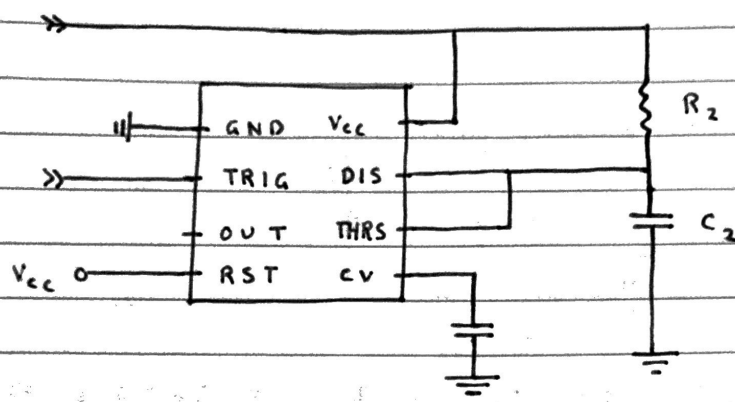 R2
GND Vcc
TRIG DIS
OUT THRS
C2
Vcc RST CV